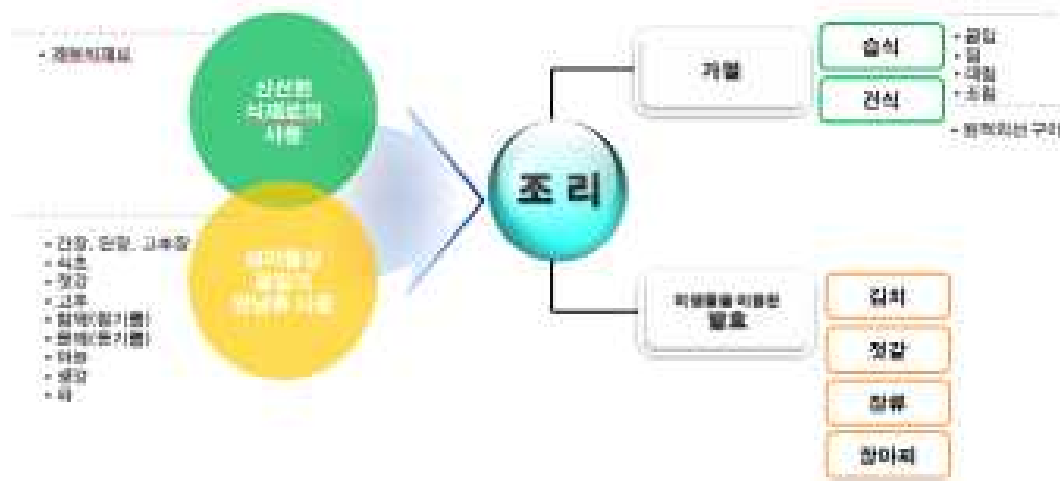 신선한
식재료의
사용
• 간장, 된장, 고추장
• 식초
• 젓갈
• 고추
• 참깨(참기름)
• 들깨(들기름)
• 마늘
• 생강
• 파
조리
가열
습식
건식
• 끓임
• 찜
• 데침
• 조림
발효
김치
젓갈
장류
장아찌